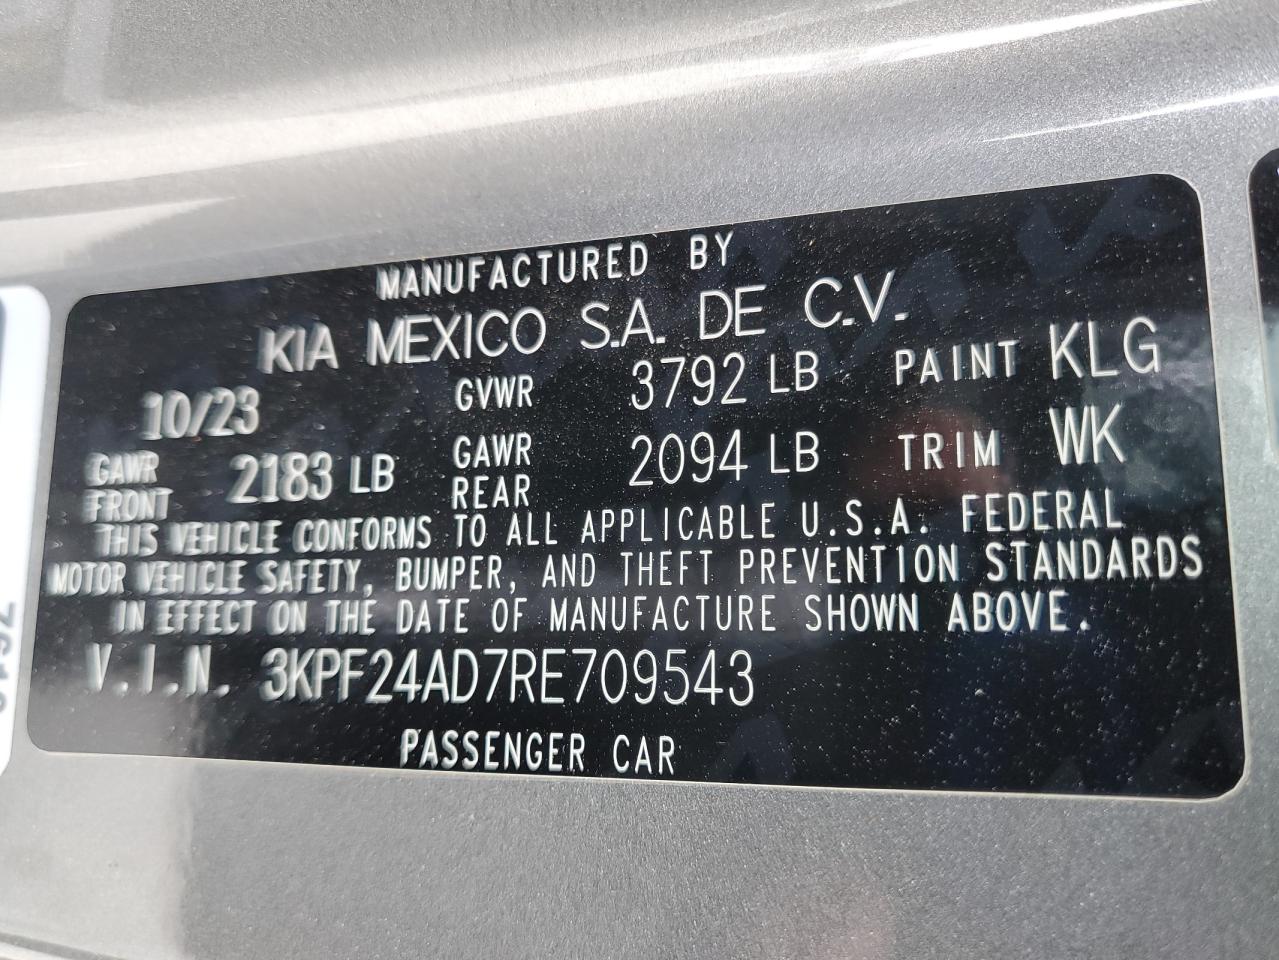 MANUFACTURED BY
KIA MEXICO S.A. DE C.V.
10/23 GVWR 3792 LB PAINT KLG
GAWR FRONT 2183 LB GAWR REAR 2094 LB TRIM WK
THIS VEHICLE CONFORMS TO ALL APPLICABLE U.S.A. FEDERAL
MOTOR VEHICLE SAFETY, BUMPER, AND THEFT PREVENTION STANDARDS
IN EFFECT ON THE DATE OF MANUFACTURE SHOWN ABOVE.
V.I.N. 3KPF24AD7RE709543
PASSENGER CAR